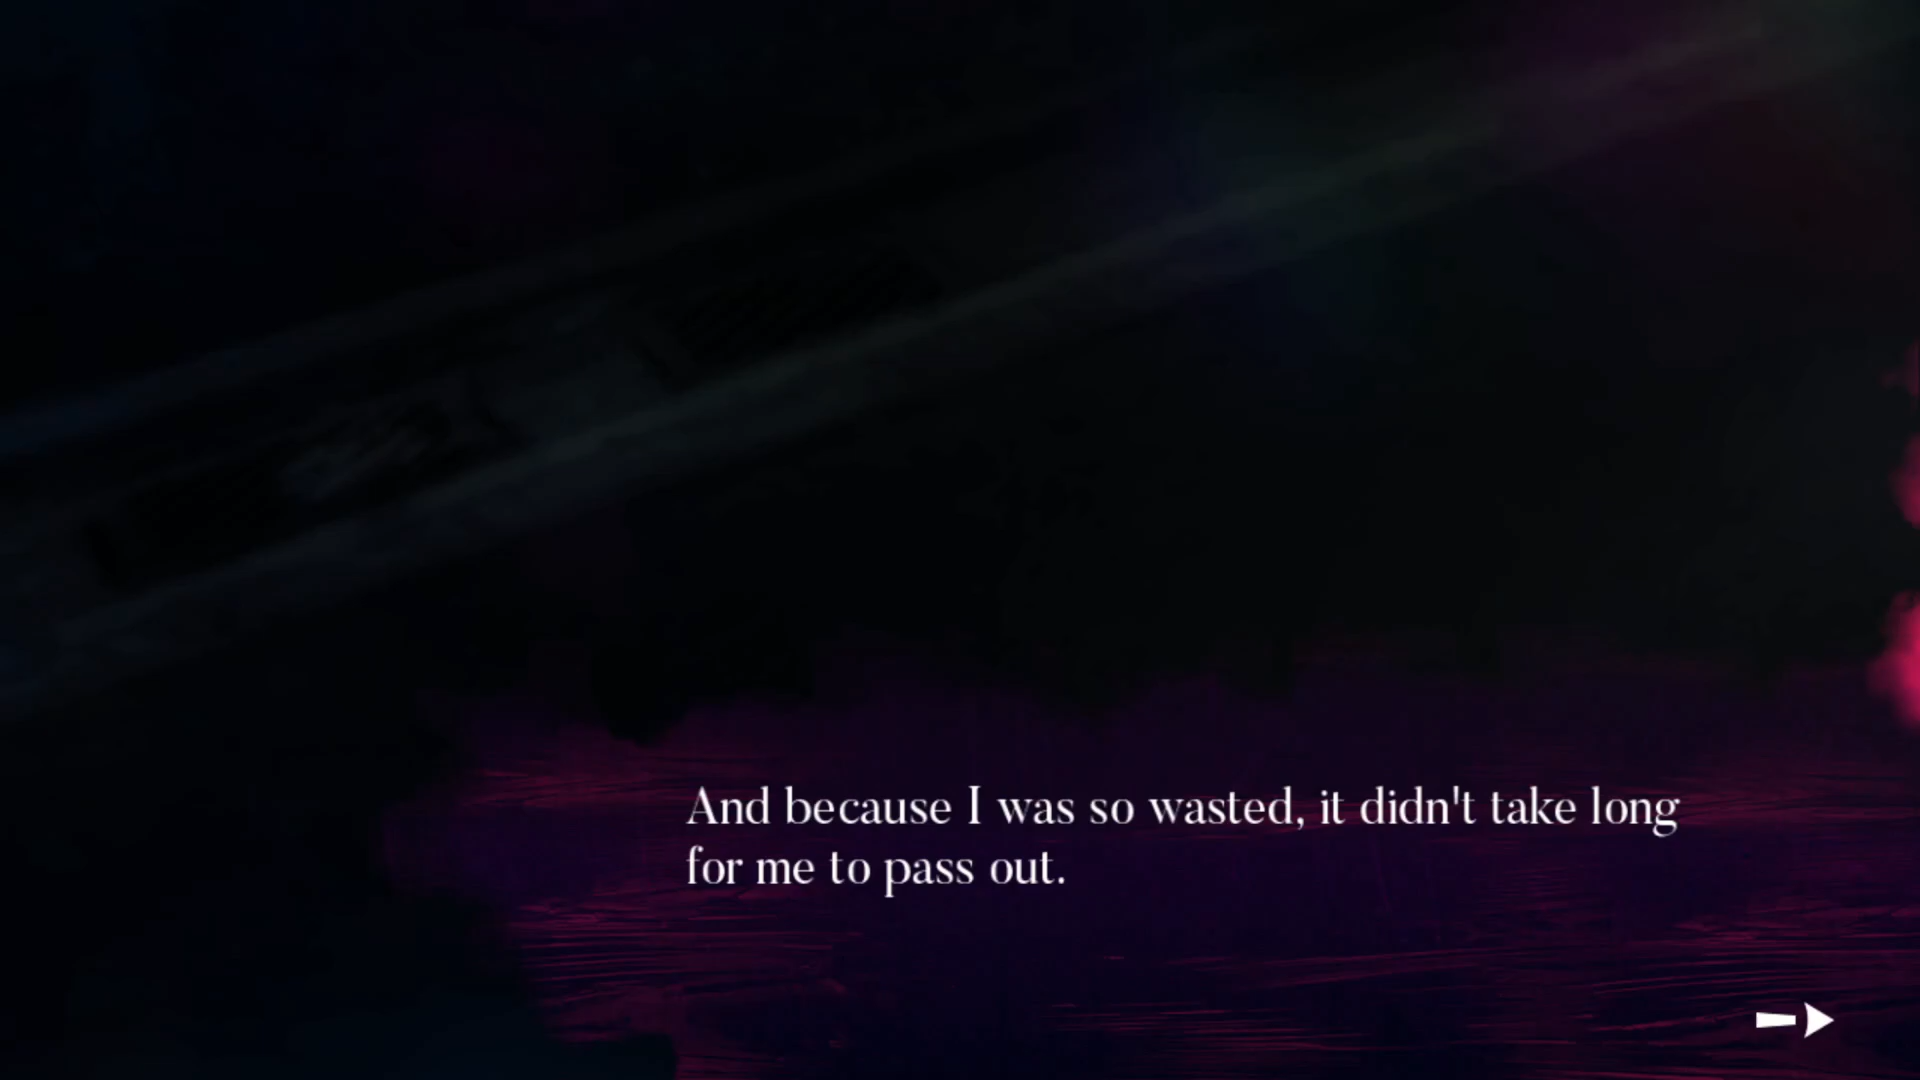 And because I was so wasted, it didn't take long
for me to pass out.